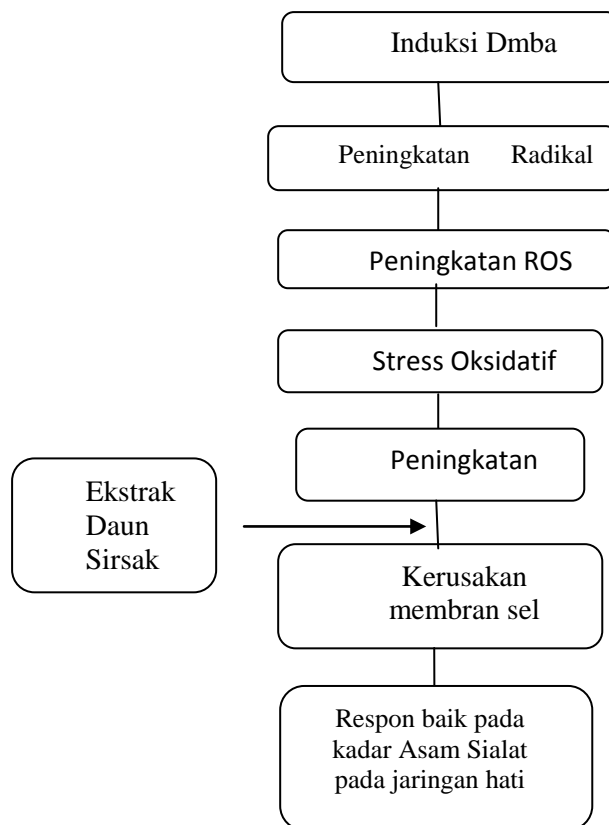 Induksi Dmba
Peningkatan Radikal
Peningkatan ROS
Stress Oksidatif
Peningkatan
Ekstrak
Daun
Sirsak
Kerusakan
membran sel
Respon baik pada
kadar Asam Sialat
pada jaringan hati